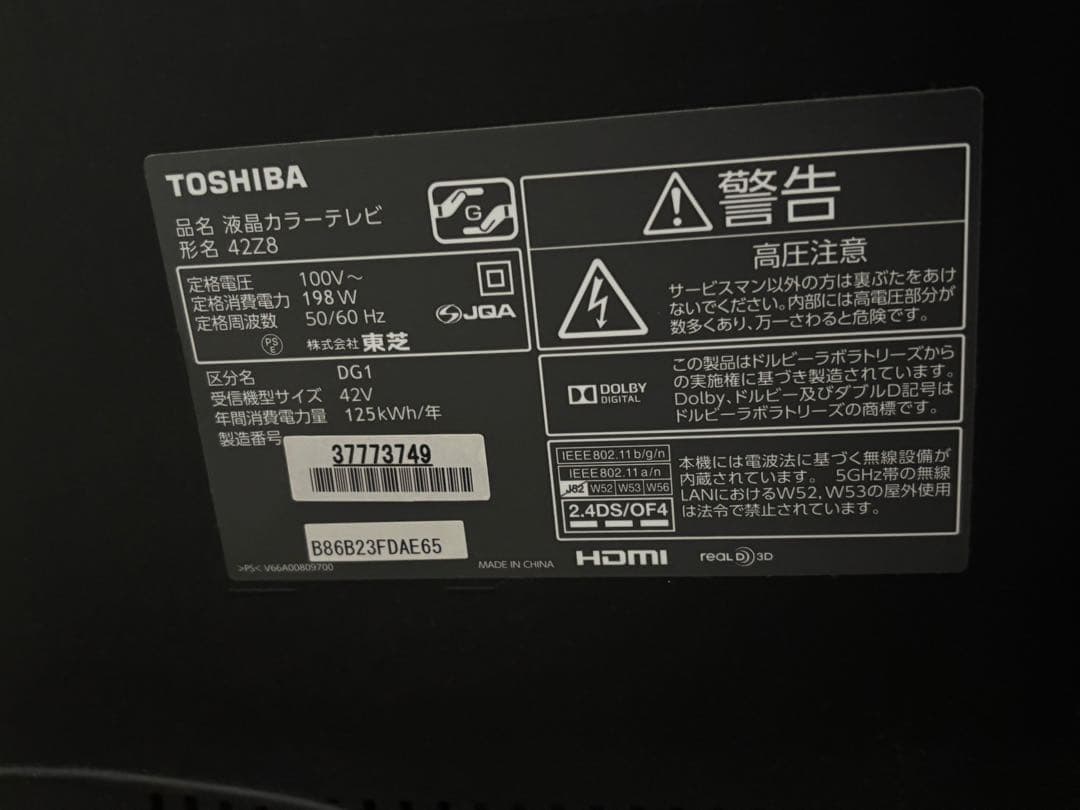 TOSHIBA
品名 液晶カラーテレビ
形名 42Z8
G
定格電圧 100V～
定格消費電力 198W
定格周波数 50/60 Hz
JQA
PS
E
株式会社 東芝
区分名 DG1
受信機型サイズ 42V
年間消費電力量 125kWh/年
製造番号
37773749
B86B23FDAE65
>PS< V66A00809700
MADE IN CHINA
警告
高圧注意
サービスマン以外の方は裏ぶたをあけ
ないでください。内部には高電圧部分が
数多くあり、万一さわると危険です。
DOLBY
DIGITAL
この製品はドルビーラボラトリーズから
の実施権に基づき製造されています。
Dolby、ドルビー及びダブルD記号は
ドルビーラボラトリーズの商標です。
IEEE802.11b/g/n
IEEE802.11a/n
J52 W52 W53 W56
2.4DS/OF4
本機には電波法に基づく無線設備が
内蔵されています。 5GHz帯の無線
LANにおけるW52,W53の屋外使用
は法令で禁止されています。
HDMI
REAL D 3D